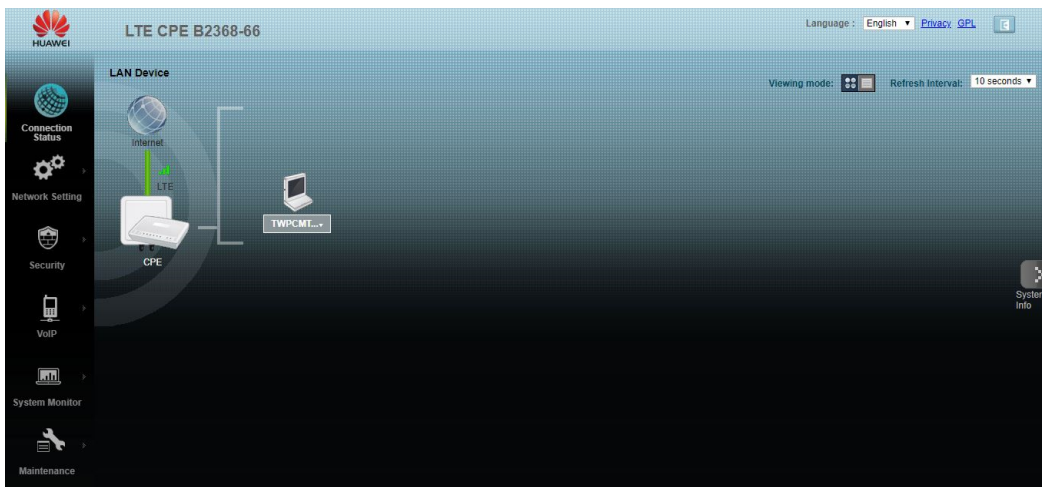 HUAWEI
LTE CPE B2368-66
Language : English Privacy GPL
LAN Device
Viewing mode: Refresh Interval: 10 seconds
Internet
LTE
TWPCMT...
CPE
Connection
Status
Network Setting
Security
VoIP
System Monitor
Maintenance
Info